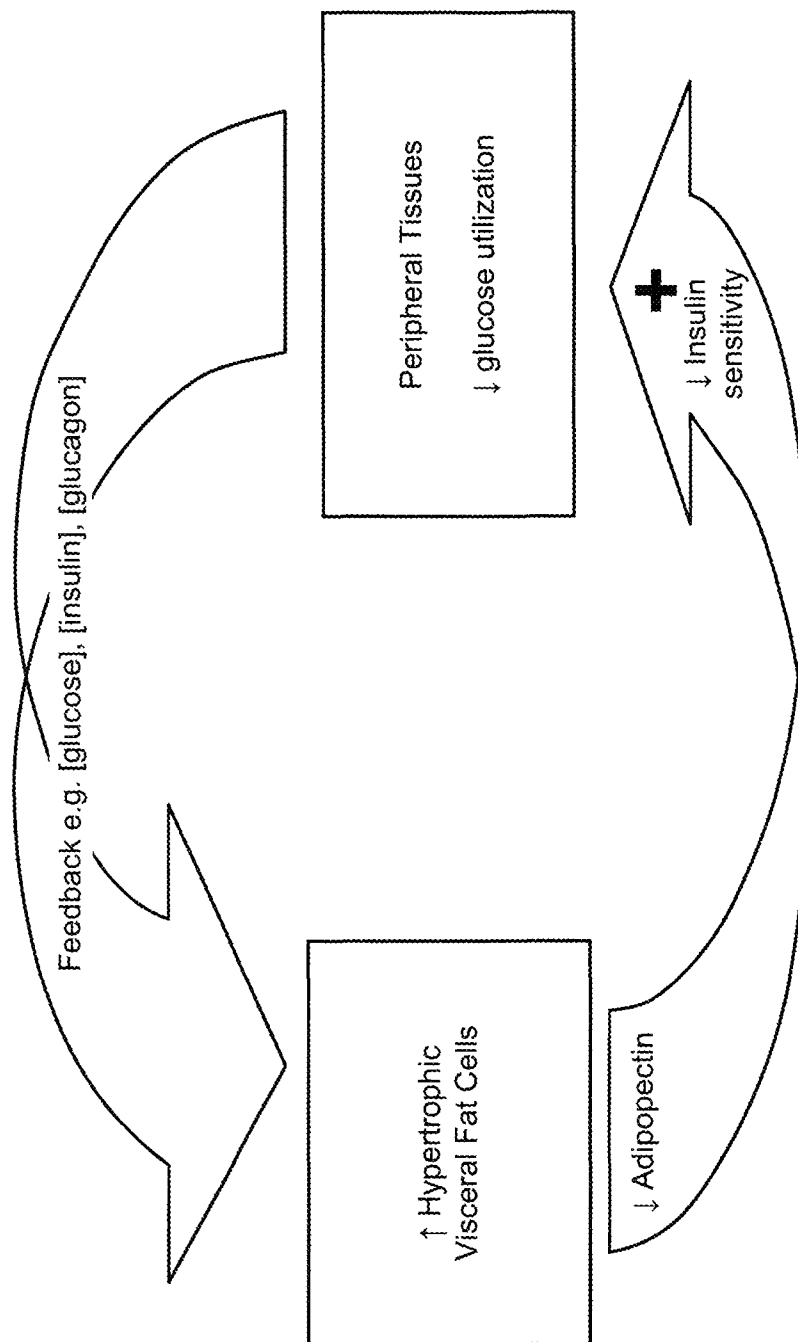 Feedback e.g. [glucose], [insulin], [glucagon]
↑ Hypertrophic
Visceral Fat Cells
Peripheral Tissues
↓ glucose utilization
↓ Adipopectin
+
↓ Insulin
sensitivity